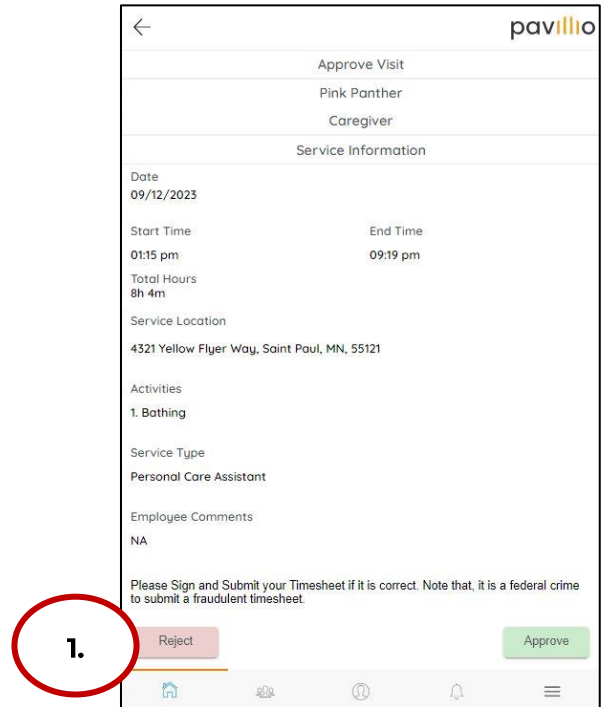 pavillio
Approve Visit
Pink Panther
Caregiver
Service Information
Date
09/12/2023
Start Time End Time
01:15 pm 09:19 pm
Total Hours
8h 4m
Service Location
4321 Yellow Flyer Way, Saint Paul, MN, 55121
Activities
1. Bathing
Service Type
Personal Care Assistant
Employee Comments
NA
Please Sign and Submit your Timesheet if it is correct. Note that, it is a federal crime
to submit a fraudulent timesheet.
1. Reject Approve